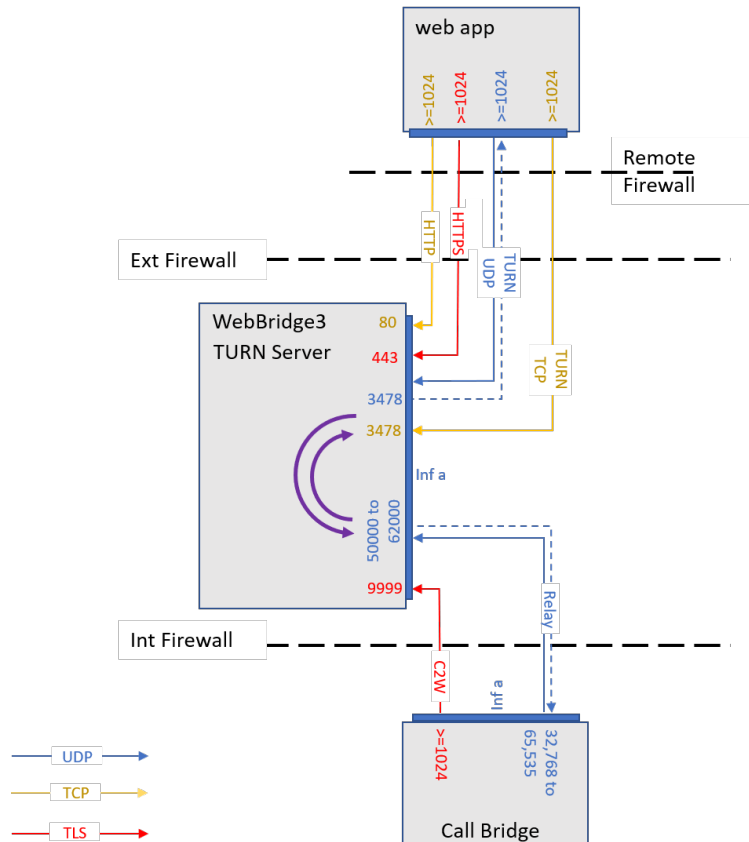 web app
>=1024
>=1024
>=1024
>=1024
Remote
Firewall
HTTP
HTTPS
Ext Firewall
TURN
UDP
WebBridge3
TURN Server
80
443
3478
3478
TURN
TCP
Inf a
50000 to
62000
9999
Relay
Int Firewall
C2W
Inf a
>=1024
32,768 to
65,535
Call Bridge
UDP
TCP
TLS